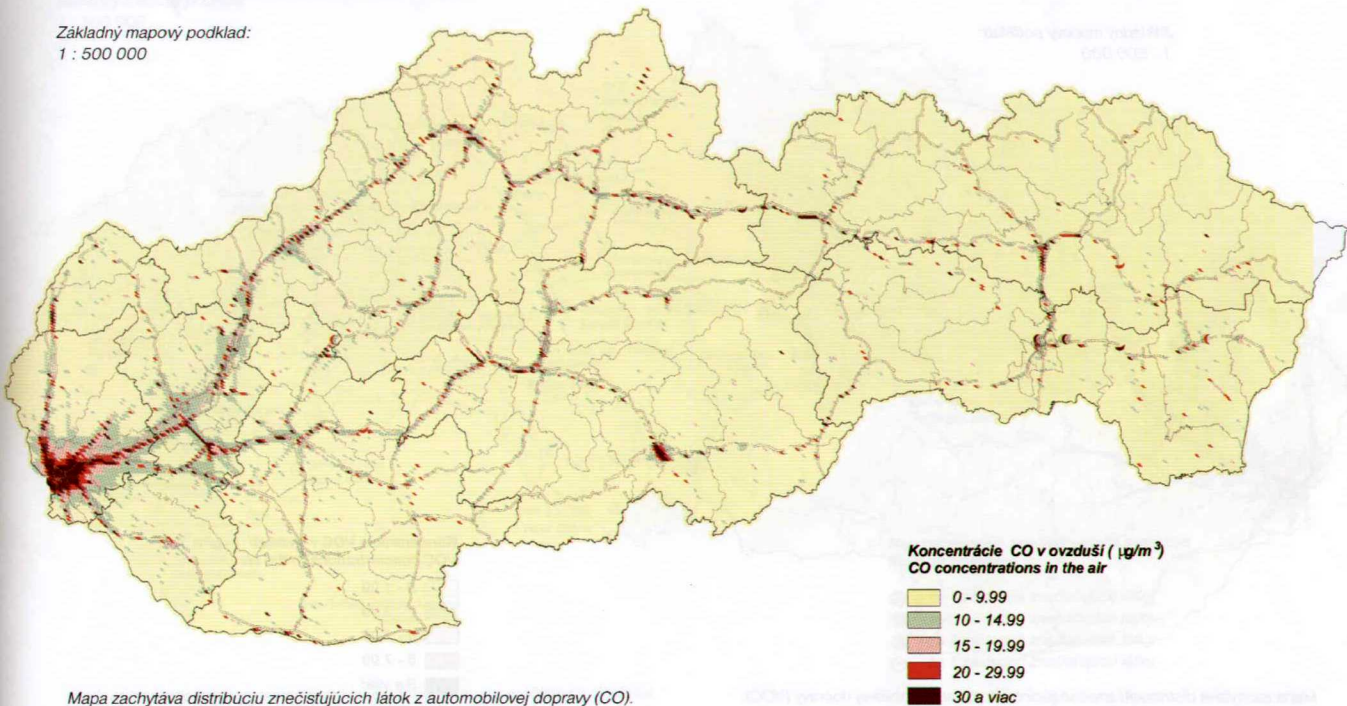 Základný mapový podklad:
1 : 500 000
Koncentrácie CO v ovzduší ( µg/m³)
CO concentrations in the air
0 - 9.99
10 - 14.99
15 - 19.99
20 - 29.99
30 a viac
Mapa zachytáva distribúciu znečisťujúcich látok z automobilovej dopravy (CO).